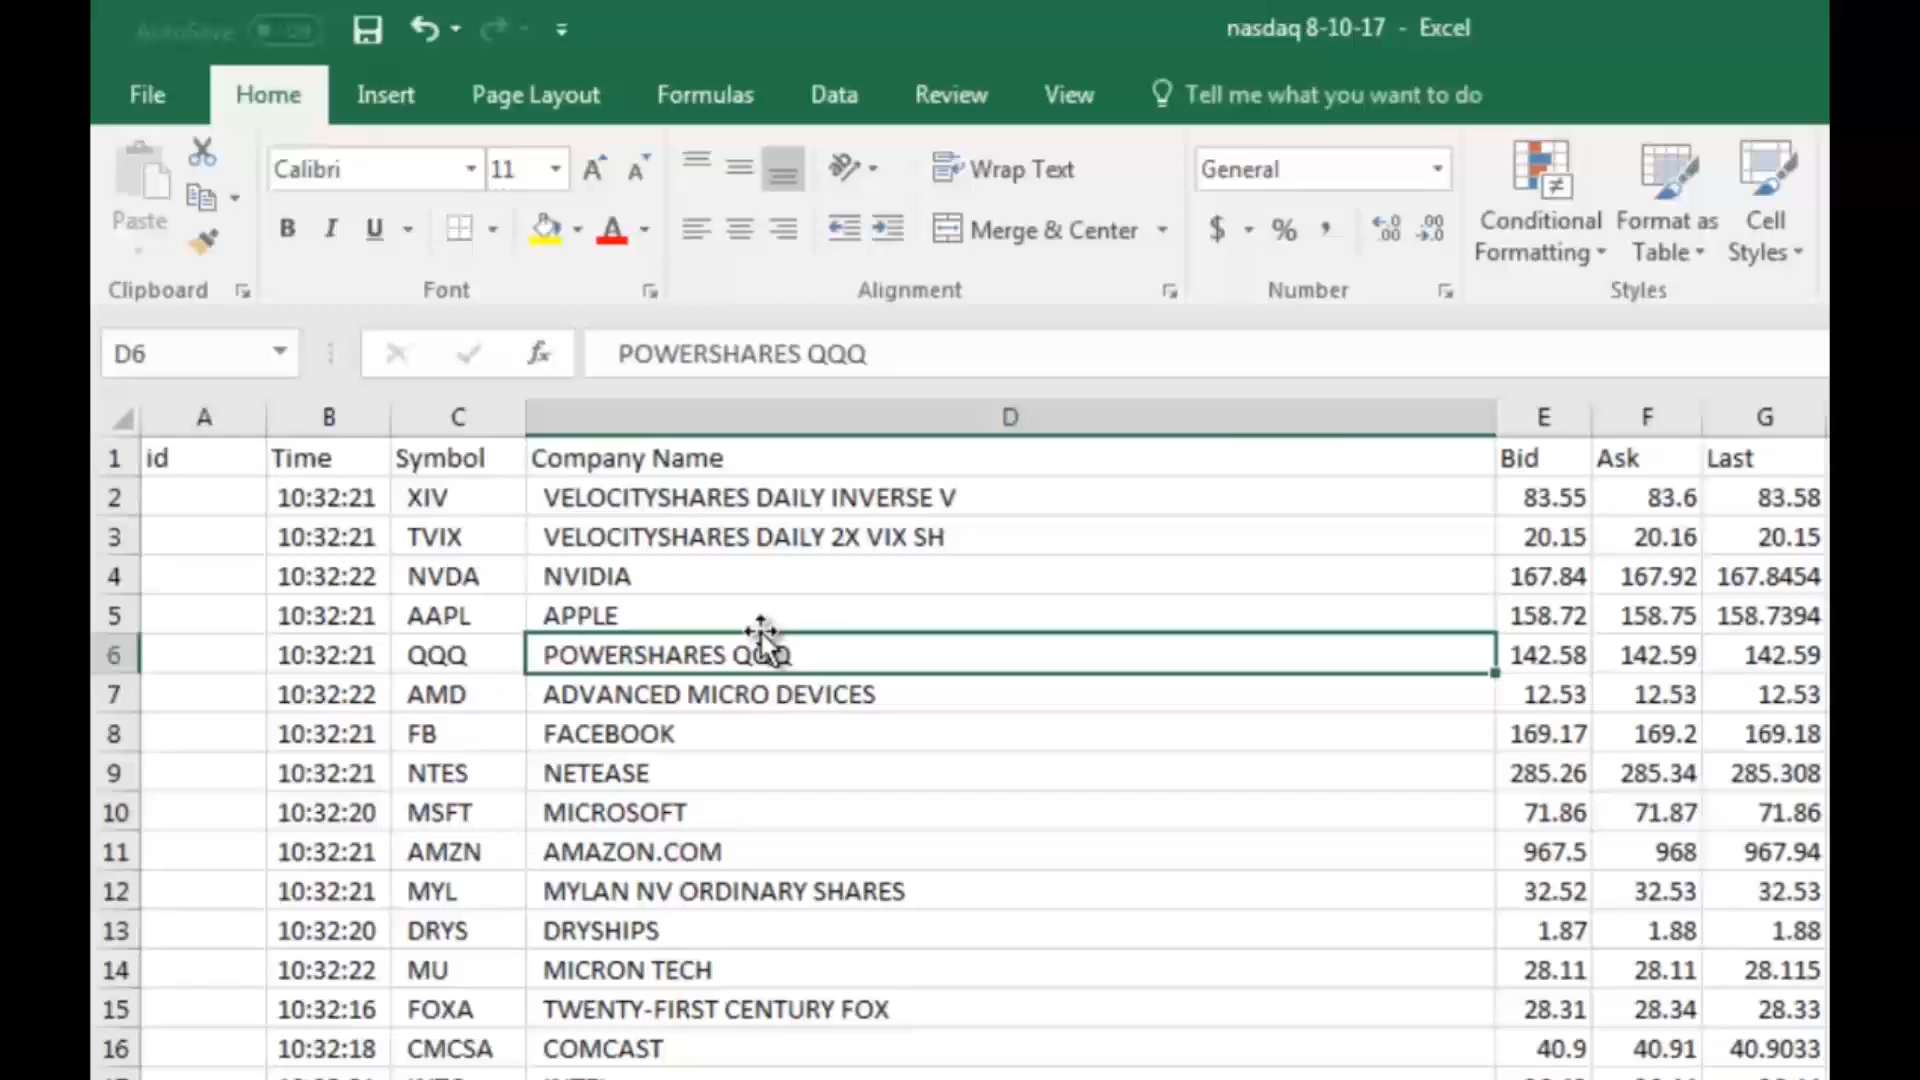 AutoSave Off
nasdaq 8-10-17 - Excel
File Home Insert Page Layout Formulas Data Review View Tell me what you want to do
Calibri 11 Wrap Text General
Paste B I U A Merge & Center $ % , Conditional Formatting Format as Table Cell Styles
Clipboard Font Alignment Number Styles
D6 fx POWERSHARES QQQ
A B C D E F G
1 id Time Symbol Company Name Bid Ask Last
2 10:32:21 XIV VELOCITYSHARES DAILY INVERSE V 83.55 83.6 83.58
3 10:32:21 TVIX VELOCITYSHARES DAILY 2X VIX SH 20.15 20.16 20.15
4 10:32:22 NVDA NVIDIA 167.84 167.92 167.8454
5 10:32:21 AAPL APPLE 158.72 158.75 158.7394
6 10:32:21 QQQ POWERSHARES QQQ 142.58 142.59 142.59
7 10:32:22 AMD ADVANCED MICRO DEVICES 12.53 12.53 12.53
8 10:32:21 FB FACEBOOK 169.17 169.2 169.18
9 10:32:21 NTES NETEASE 285.26 285.34 285.308
10 10:32:20 MSFT MICROSOFT 71.86 71.87 71.86
11 10:32:21 AMZN AMAZON.COM 967.5 968 967.94
12 10:32:21 MYL MYLAN NV ORDINARY SHARES 32.52 32.53 32.53
13 10:32:20 DRYS DRYSHIPS 1.87 1.88 1.88
14 10:32:22 MU MICRON TECH 28.11 28.11 28.115
15 10:32:16 FOXA TWENTY-FIRST CENTURY FOX 28.31 28.34 28.33
16 10:32:18 CMCSA COMCAST 40.9 40.91 40.9033